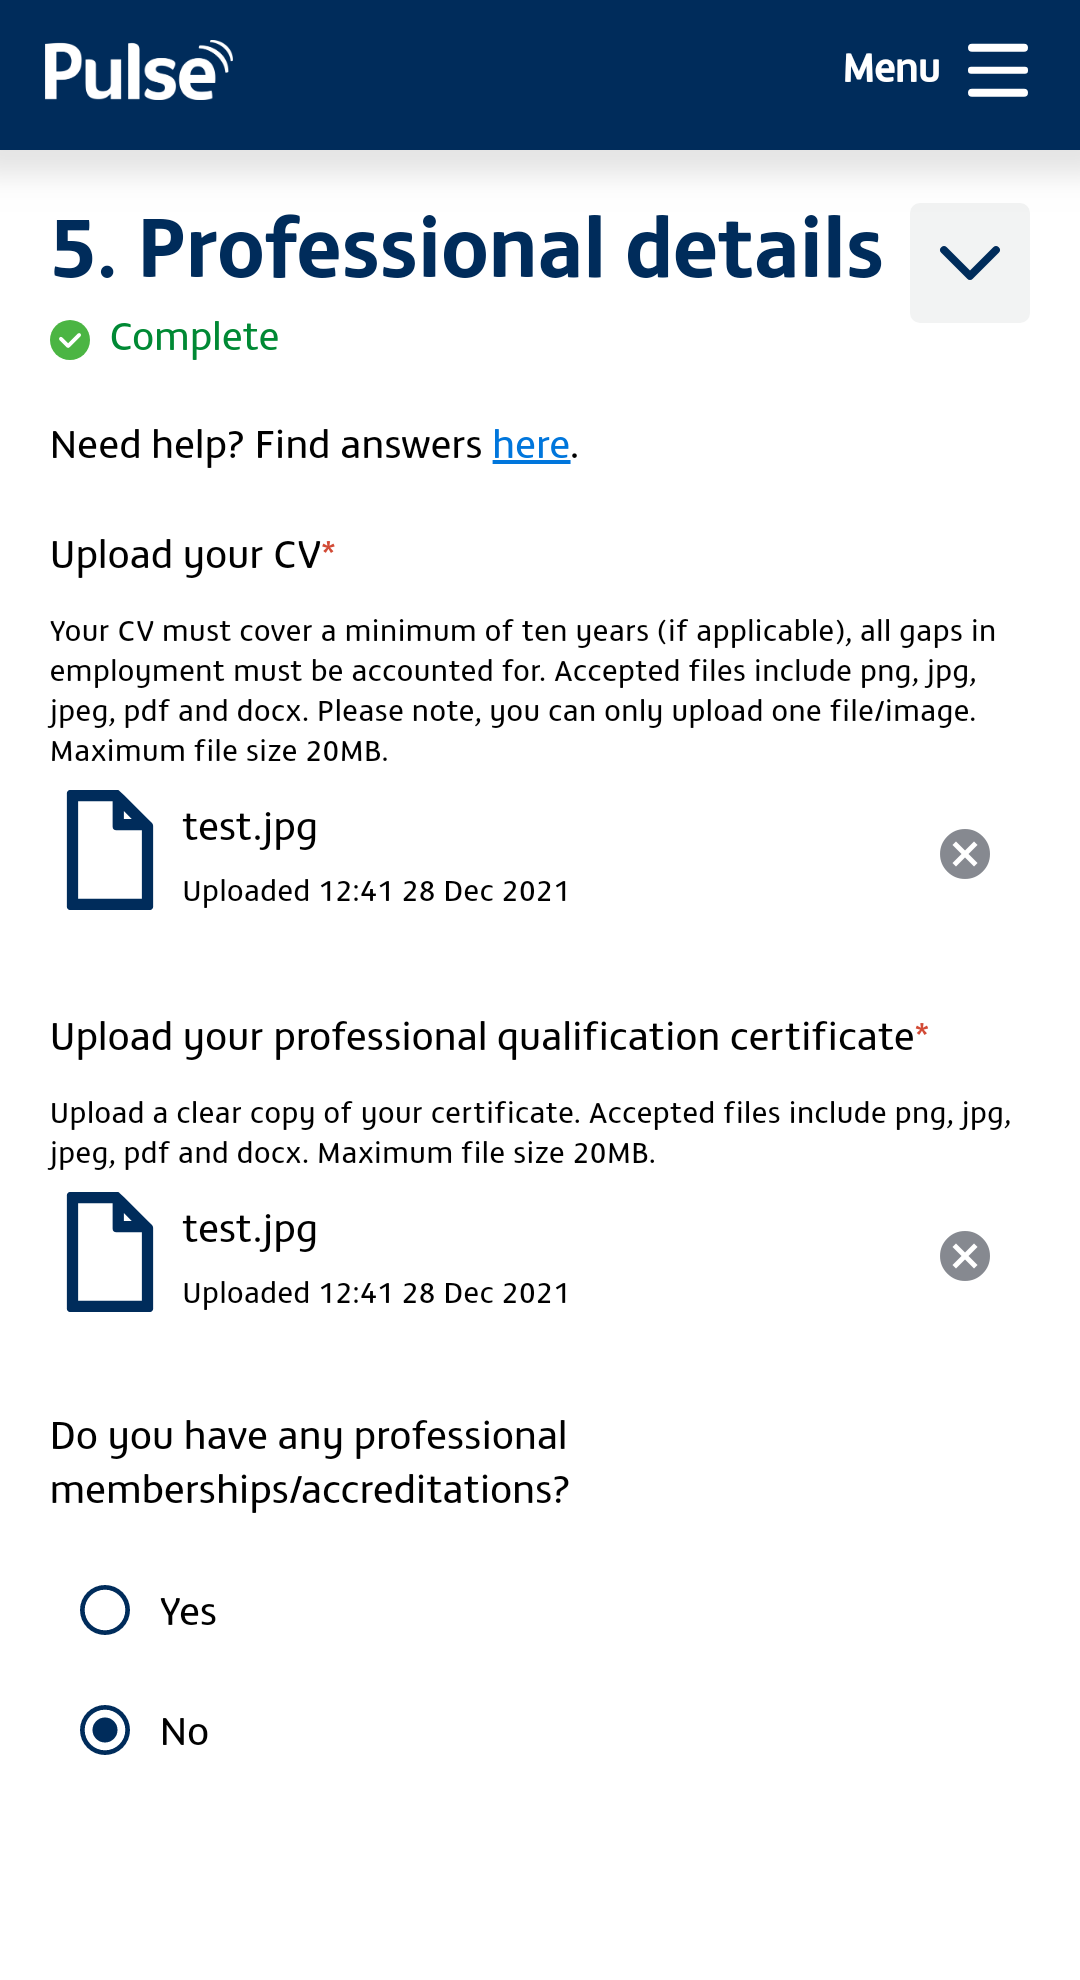 Pulse
Menu
5. Professional details
Complete
Need help? Find answers here.
Upload your CV*
Your CV must cover a minimum of ten years (if applicable), all gaps in
employment must be accounted for. Accepted files include png, jpg,
jpeg, pdf and docx. Please note, you can only upload one file/image.
Maximum file size 20MB.
test.jpg
Uploaded 12:41 28 Dec 2021
Upload your professional qualification certificate*
Upload a clear copy of your certificate. Accepted files include png, jpg,
jpeg, pdf and docx. Maximum file size 20MB.
test.jpg
Uploaded 12:41 28 Dec 2021
Do you have any professional
memberships/accreditations?
Yes
No